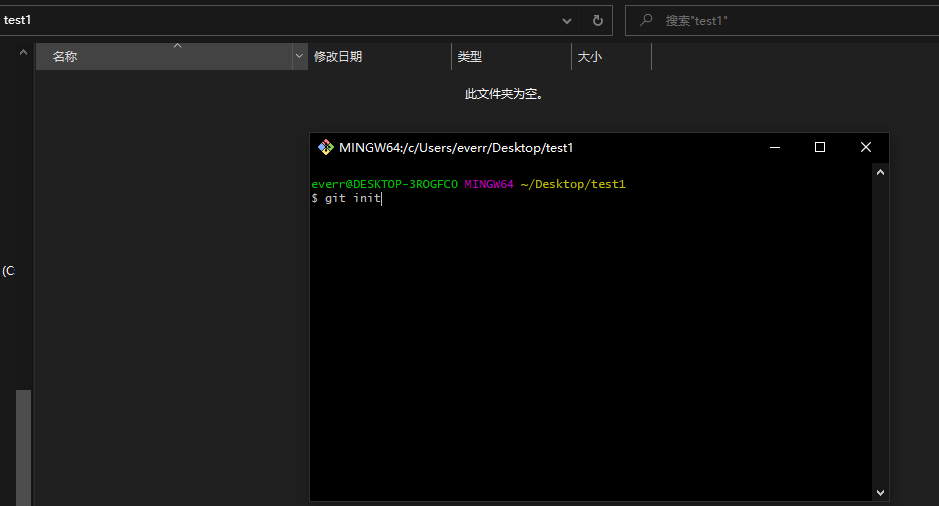 test1
搜索"test1"
名称
修改日期
类型
大小
此文件夹为空。
MINGW64:/c/Users/everr/Desktop/test1
everr@DESKTOP-3ROGFCO MINGW64 ~/Desktop/test1
$ git init
(C